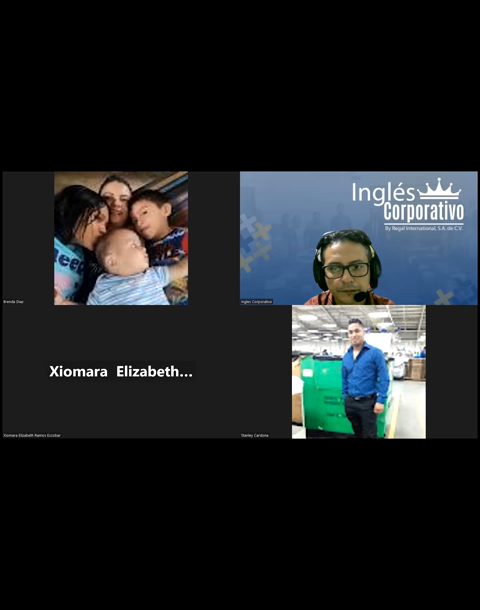 Inglés
Corporativo
By Regal International, S.A. de C.V.
Brenda Diaz
Ingles Corporativo
Xiomara Elizabeth...
Xiomara Elizabeth Ramos Escobar
Stanley Cardona